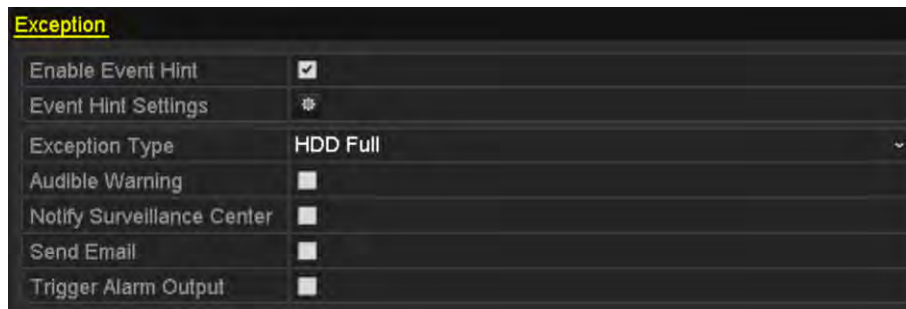 Exception
Enable Event Hint
Event Hint Settings
Exception Type HDD Full
Audible Warning
Notify Surveillance Center
Send Email
Trigger Alarm Output